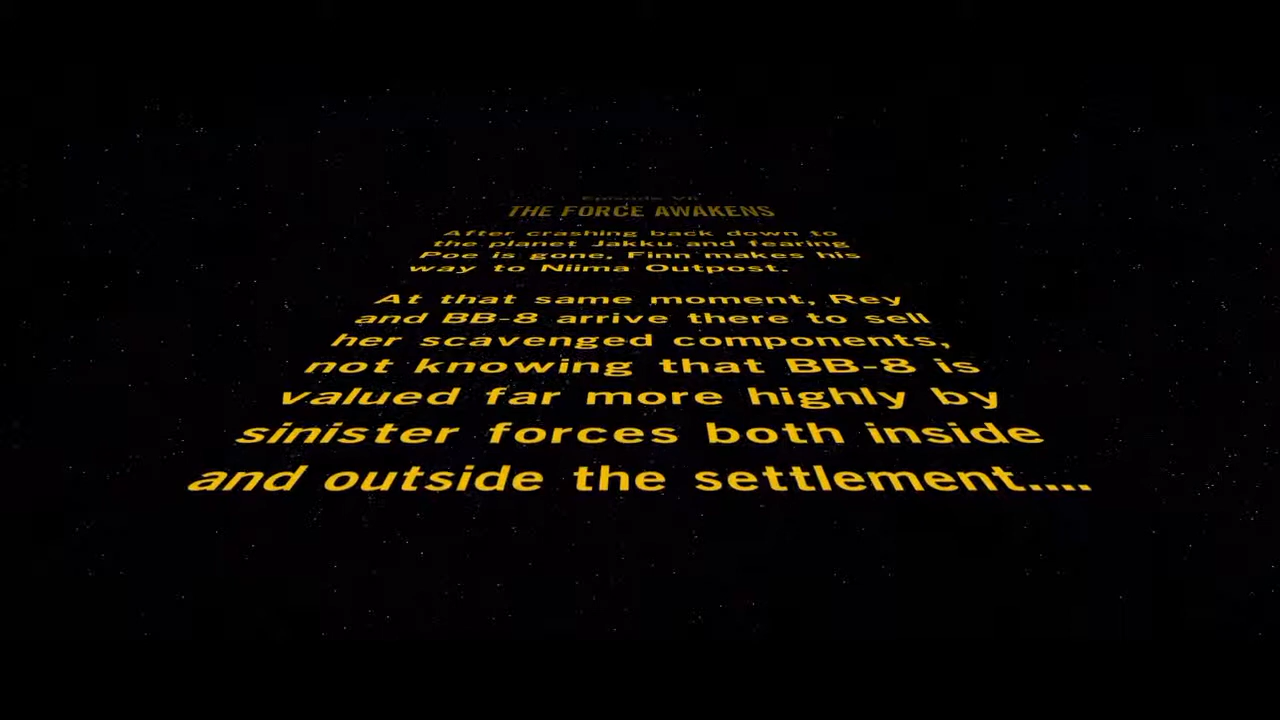 Episode VII
THE FORCE AWAKENS
After crashing back down to
the planet Jakku and fearing
Poe is gone, Finn makes his
way to Niima Outpost.
At that same moment, Rey
and BB-8 arrive there to sell
her scavenged components,
not knowing that BB-8 is
valued far more highly by
sinister forces both inside
and outside the settlement....